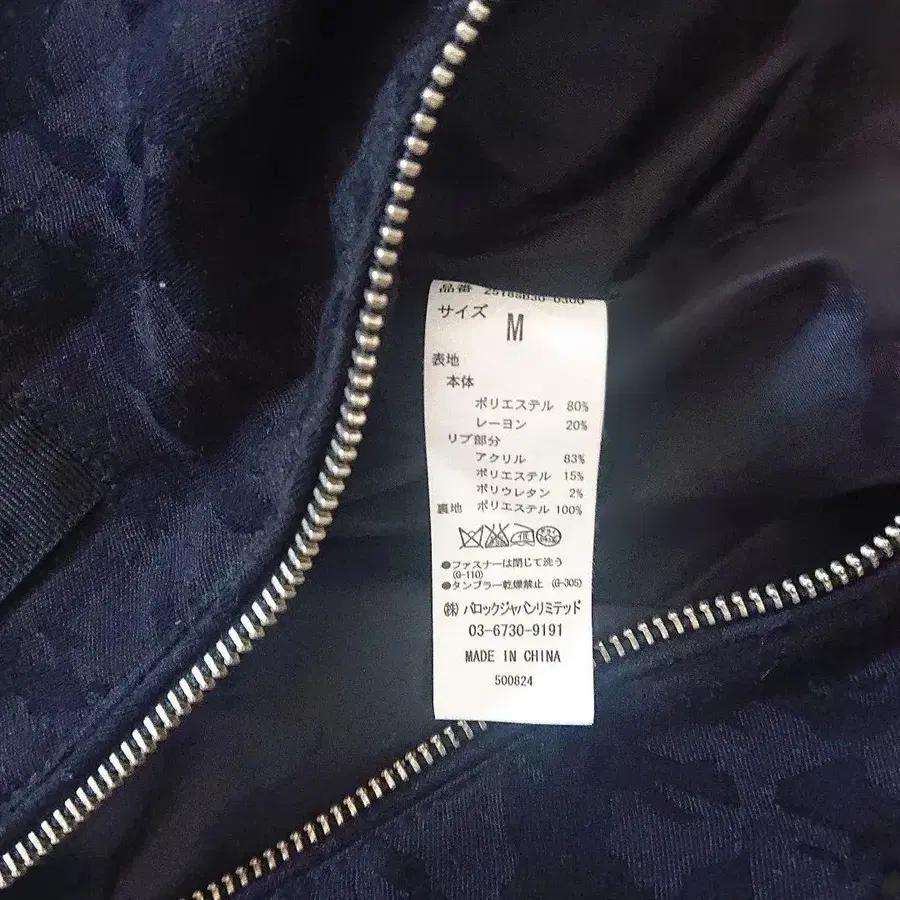 品番
サイズ M
表地
本体
ポリエステル 80%
レーヨン 20%
リブ部分
アクリル 83%
ポリエステル 15%
ポリウレタン 2%
裏地 ポリエステル 100%
●ファスナーは閉じて洗う
(G-110)
●タンブラー乾燥禁止 (G-305)
㈱バロックジャパンリミテッド
03-6730-9191
MADE IN CHINA
500824